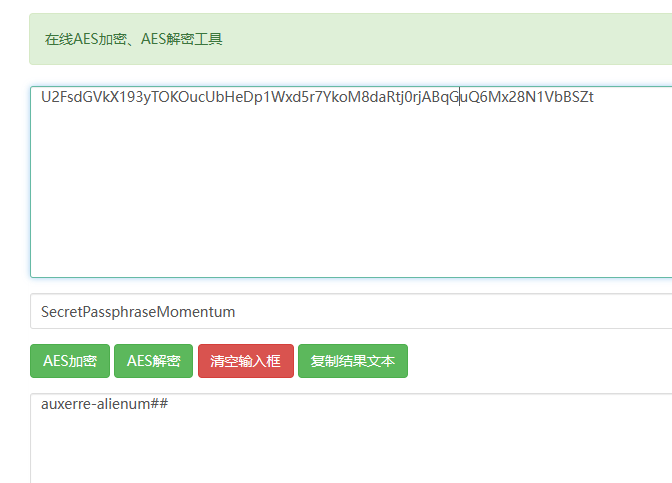 在线AES加密、AES解密工具
U2FsdGVkX193yTOKOucUbHeDp1Wxd5r7YkoM8daRtj0rjABqGuQ6Mx28N1VbBSZt
SecretPassphraseMomentum
AES加密 AES解密 清空输入框 复制结果文本
auxerre-alienum##